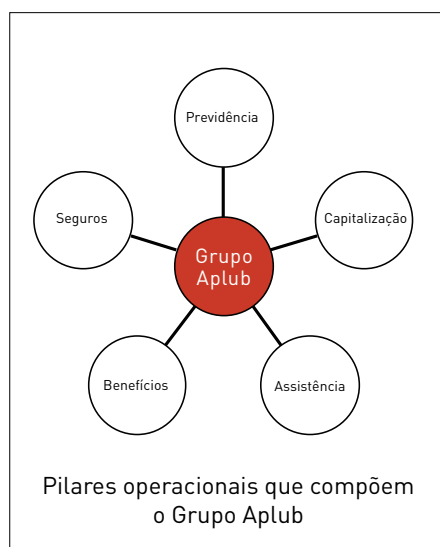 Previdência
Seguros
Capitalização
Grupo
Aplub
Benefícios
Assistência
Pilares operacionais que compõem
o Grupo Aplub